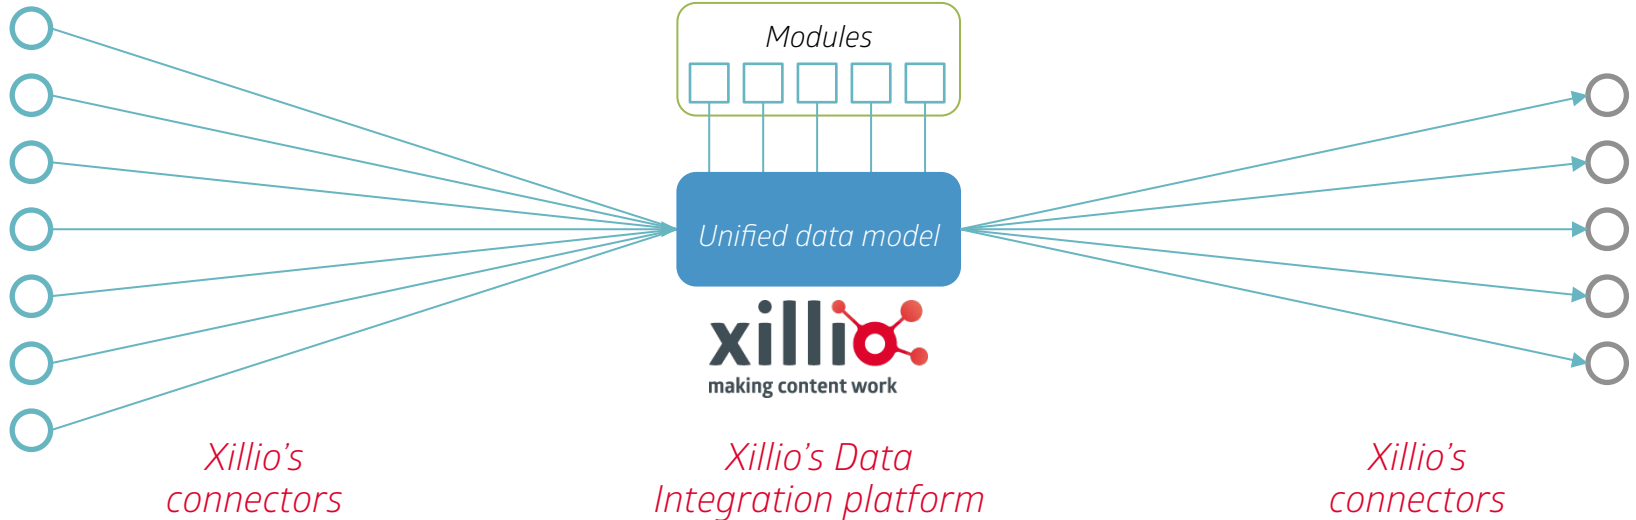 Modules
Unified data model
xillio
making content work
Xillio's
connectors
Xillio's Data
Integration platform
Xillio's
connectors